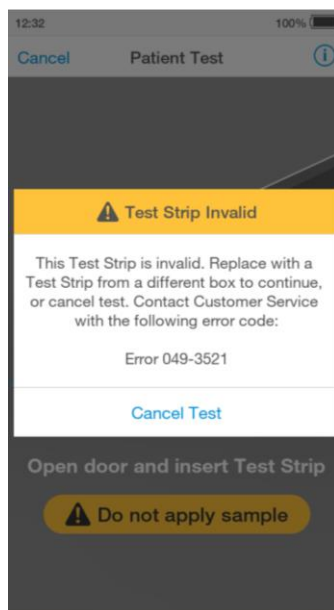 12:32 100%
Cancel Patient Test i
Test Strip Invalid
This Test Strip is invalid. Replace with a
Test Strip from a different box to continue,
or cancel test. Contact Customer Service
with the following error code:
Error 049-3521
Cancel Test
Open door and insert Test Strip
Do not apply sample